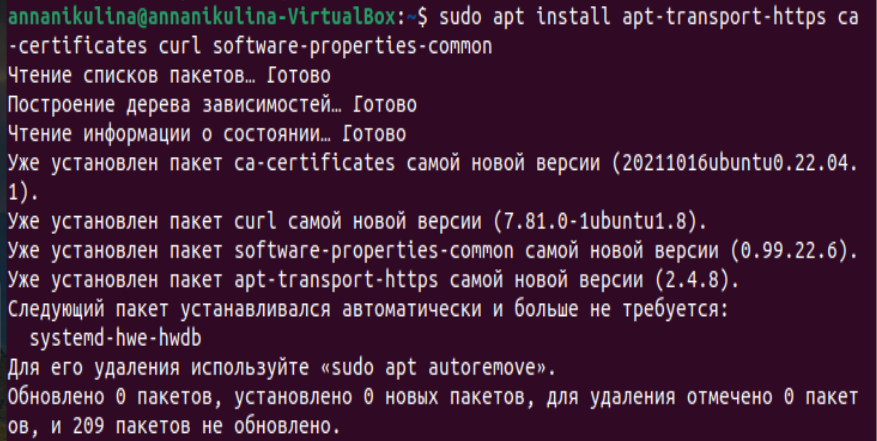 annanikulina@annanikulina-VirtualBox:~$ sudo apt install apt-transport-https ca
-certificates curl software-properties-common
Чтение списков пакетов… Готово
Построение дерева зависимостей… Готово
Чтение информации о состоянии… Готово
Уже установлен пакет ca-certificates самой новой версии (20211016ubuntu0.22.04.
1).
Уже установлен пакет curl самой новой версии (7.81.0-1ubuntu1.8).
Уже установлен пакет software-properties-common самой новой версии (0.99.22.6).
Уже установлен пакет apt-transport-https самой новой версии (2.4.8).
Следующий пакет устанавливался автоматически и больше не требуется:
  systemd-hwe-hwdb
Для его удаления используйте «sudo apt autoremove».
Обновлено 0 пакетов, установлено 0 новых пакетов, для удаления отмечено 0 пакет
ов, и 209 пакетов не обновлено.